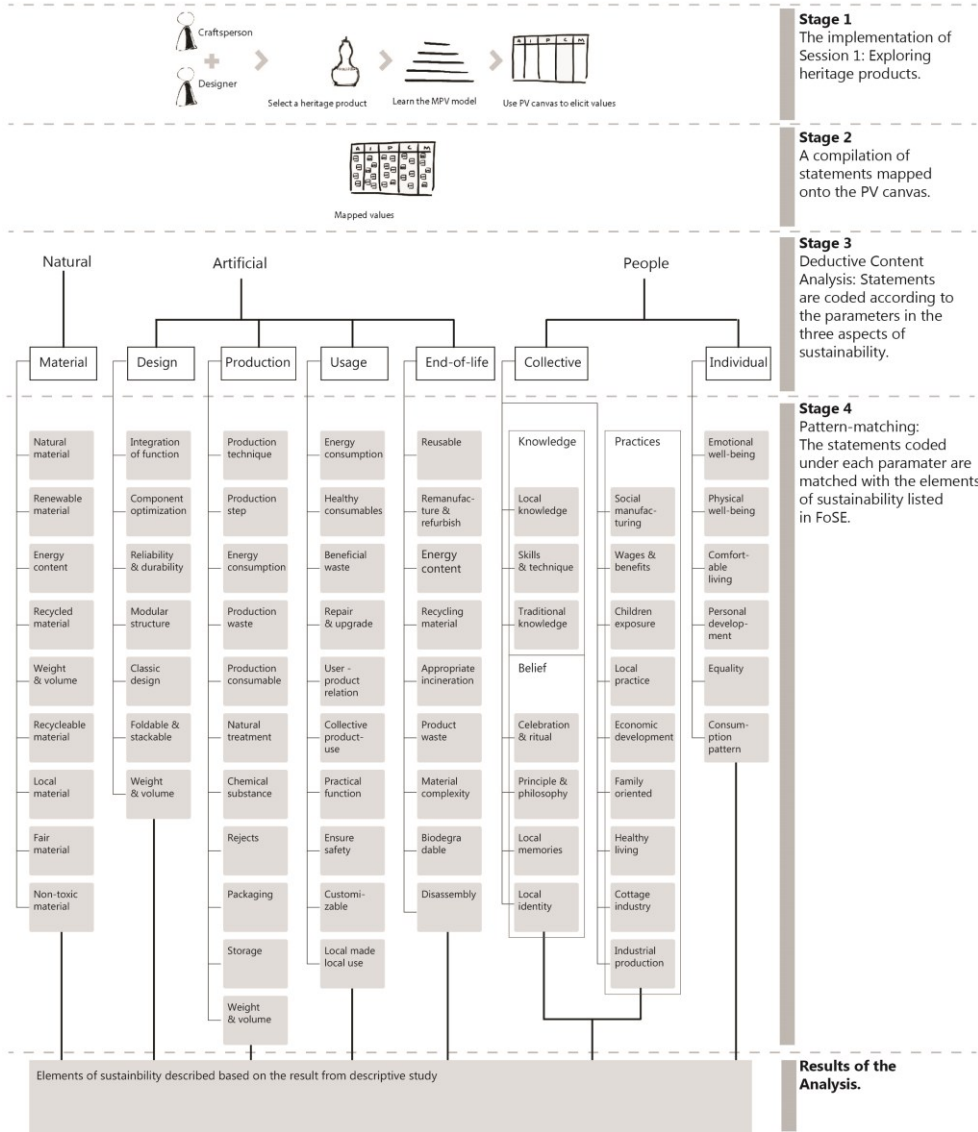 Craftsperson
Designer
Select a heritage product
Learn the MPV model
Use PV canvas to elicit values
A I P C M
Stage 1
The implementation of
Session 1: Exploring
heritage products.
A I P C M
Mapped values
Stage 2
A compilation of
statements mapped
onto the PV canvas.
Natural
Artificial
People
Material
Design
Production
Usage
End-of-life
Collective
Individual
Stage 3
Deductive Content
Analysis: Statements
are coded according to
the parameters in the
three aspects of
sustainability.
Natural
material
Renewable
material
Energy
content
Recycled
material
Weight
& volume
Recycleable
material
Local
material
Fair
material
Non-toxic
material
Integration
of function
Component
optimization
Reliability
& durability
Modular
structure
Classic
design
Foldable &
stackable
Weight
& volume
Production
technique
Production
step
Energy
consumption
Production
waste
Production
consumable
Natural
treatment
Chemical
substance
Rejects
Packaging
Storage
Weight
& volume
Energy
consumption
Healthy
consumables
Beneficial
waste
Repair
& upgrade
User -
product
relation
Collective
product-
use
Practical
function
Ensure
safety
Customi-
zable
Local made
local use
Reusable
Remanufac-
ture &
refurbish
Energy
content
Recycling
material
Appropriate
incineration
Product
waste
Material
complexity
Biodegra
dable
Disassembly
Knowledge
Local
knowledge
Skills
& technique
Traditional
knowledge
Belief
Celebration
& ritual
Principle &
philosophy
Local
memories
Local
identity
Practices
Social
manufac-
turing
Wages &
benefits
Children
exposure
Local
practice
Economic
development
Family
oriented
Healthy
living
Cottage
industry
Industrial
production
Emotional
well-being
Physical
well-being
Comfort-
able
living
Personal
develop-
ment
Equality
Consum-
ption
pattern
Stage 4
Pattern-matching:
The statements coded
under each paramater are
matched with the elements
of sustainability listed
in FoSE.
Elements of sustainbility described based on the result from descriptive study
Results of the
Analysis.